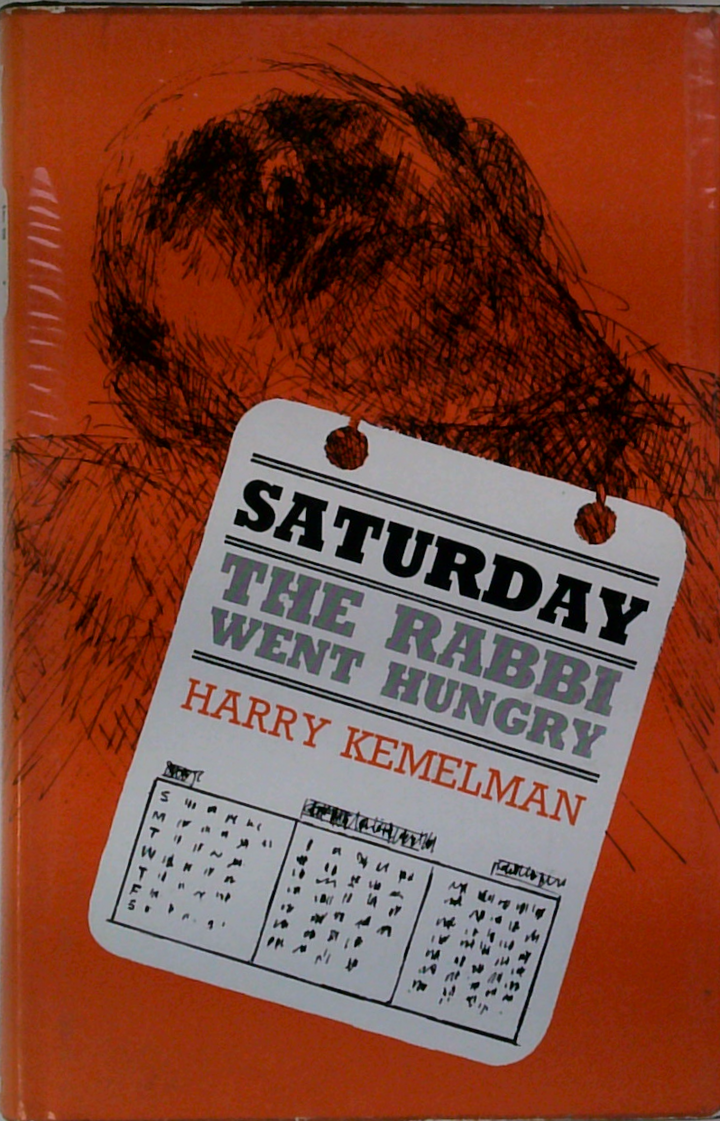 SATURDAY
THE RABBI
WENT HUNGRY
HARRY KEMELMAN
S
M
T
W
T
F
S